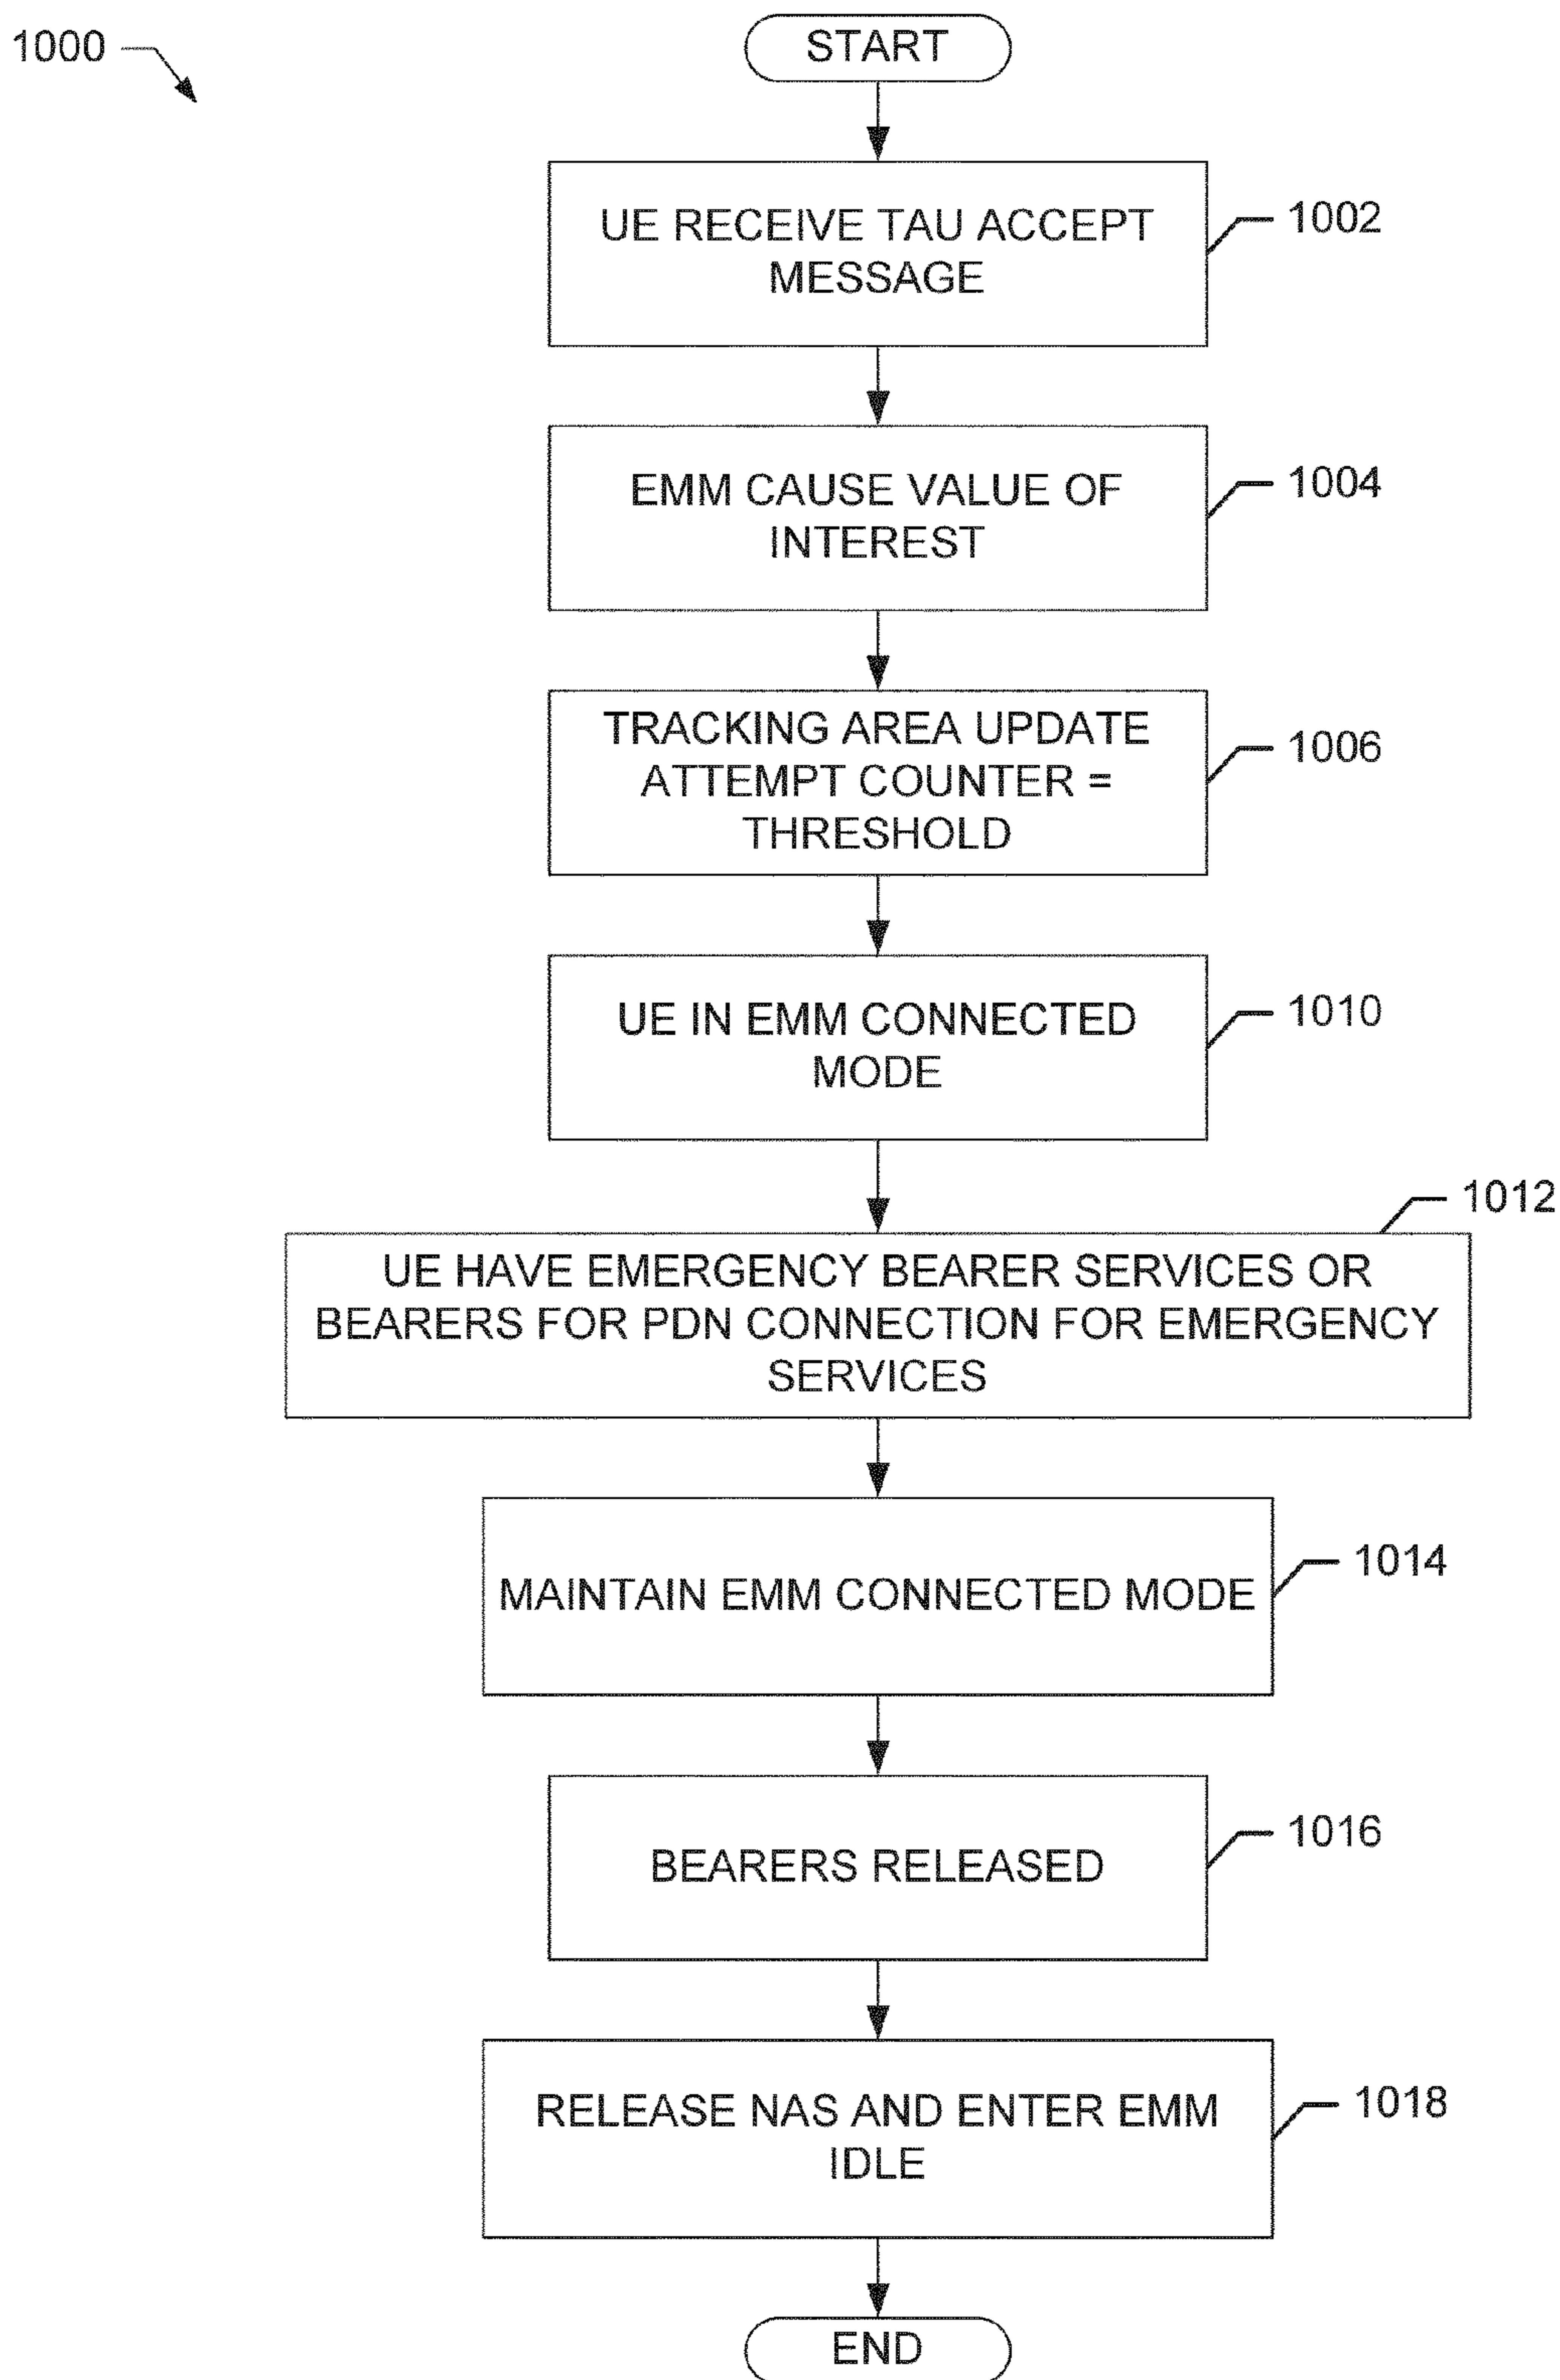 1000
START
UE RECEIVE TAU ACCEPT
MESSAGE
1002
EMM CAUSE VALUE OF
INTEREST
1004
TRACKING AREA UPDATE
ATTEMPT COUNTER =
THRESHOLD
1006
UE IN EMM CONNECTED
MODE
1010
1012
UE HAVE EMERGENCY BEARER SERVICES OR
BEARERS FOR PDN CONNECTION FOR EMERGENCY
SERVICES
MAINTAIN EMM CONNECTED MODE
1014
BEARERS RELEASED
1016
RELEASE NAS AND ENTER EMM
IDLE
1018
END